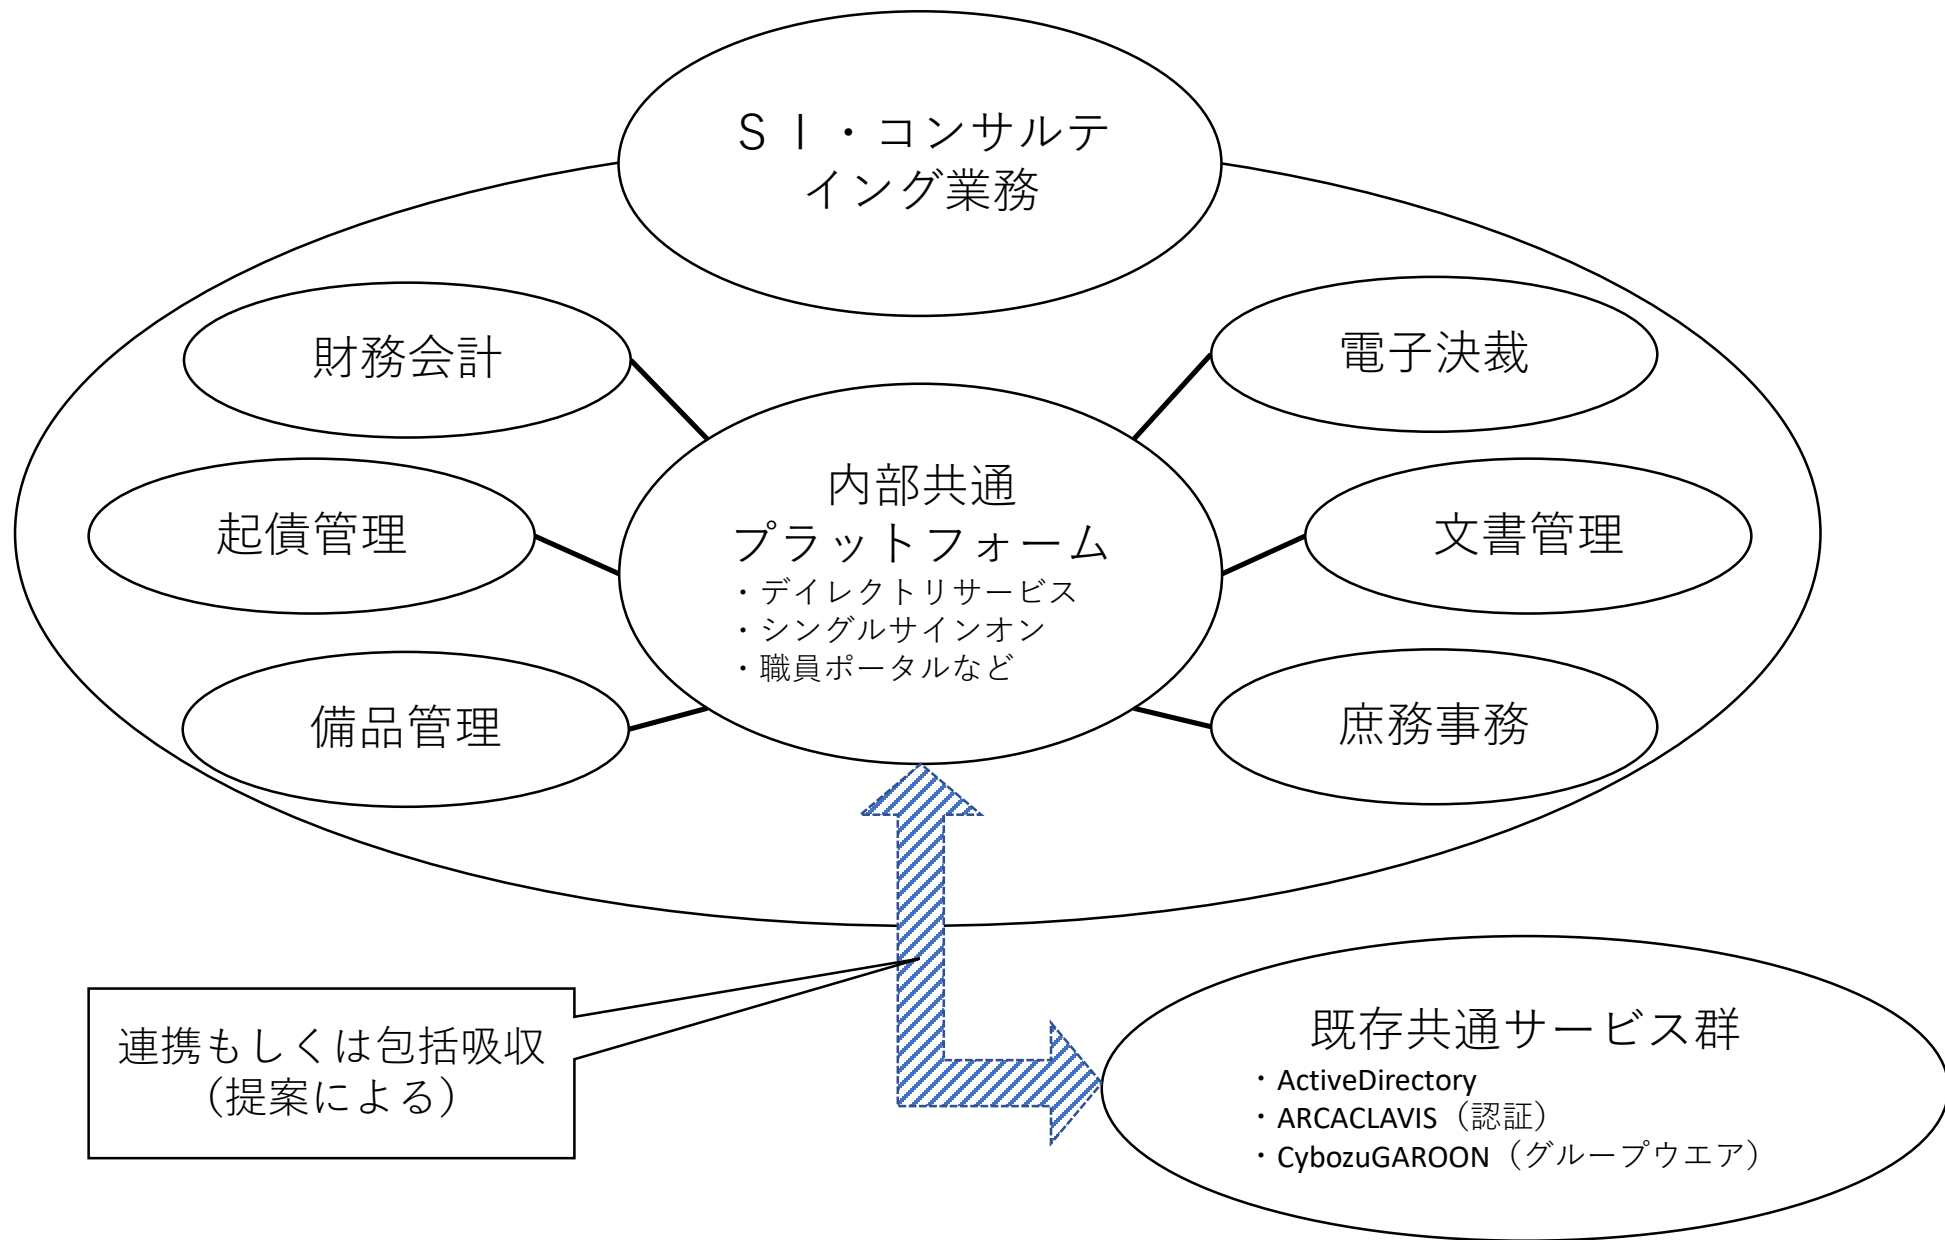 ＳＩ・コンサルテ
イング業務
財務会計
電子決裁
内部共通
プラットフォーム
・デイレクトリサービス
・シングルサインオン
・職員ポータルなど
起債管理
文書管理
備品管理
庶務事務
連携もしくは包括吸収
（提案による）
既存共通サービス群
・ActiveDirectory
・ARCACLAVIS（認証）
・CybozuGAROON（グループウエア）